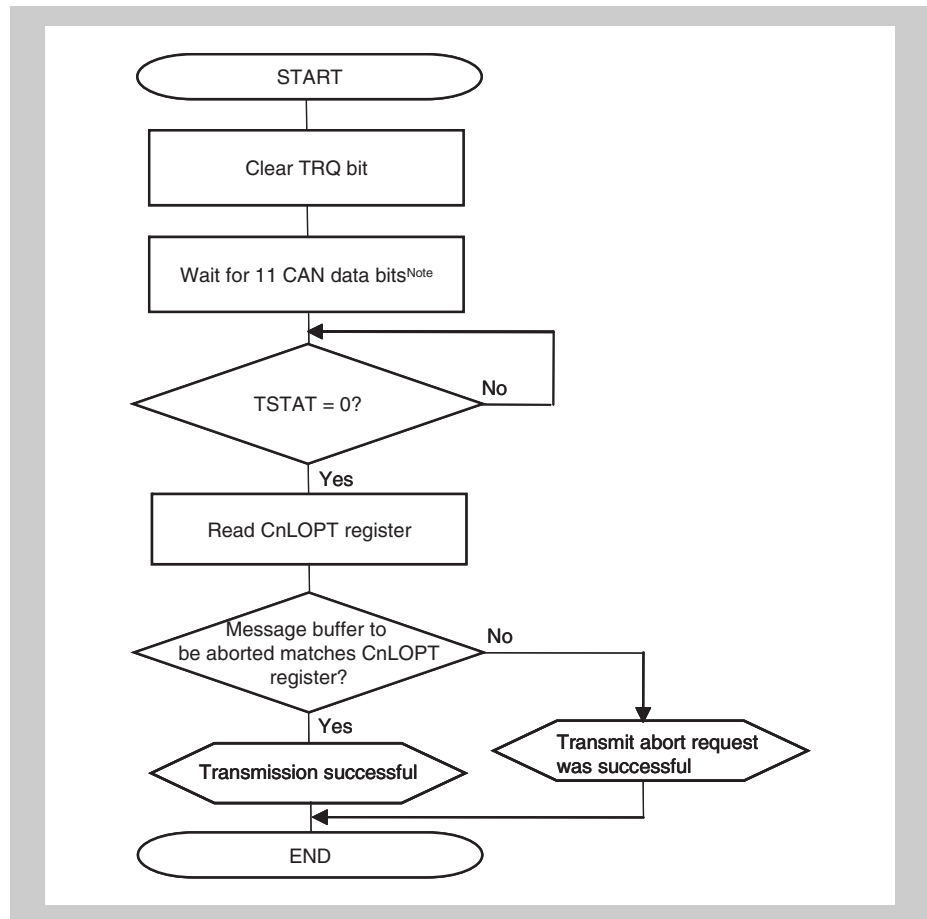 START
Clear TRQ bit
Wait for 11 CAN data bitsNote
TSTAT = 0?
No
Yes
Read CnLOPT register
Message buffer to
be aborted matches CnLOPT
register?
No
Yes
Transmit abort request
was successful
Transmission successful
END